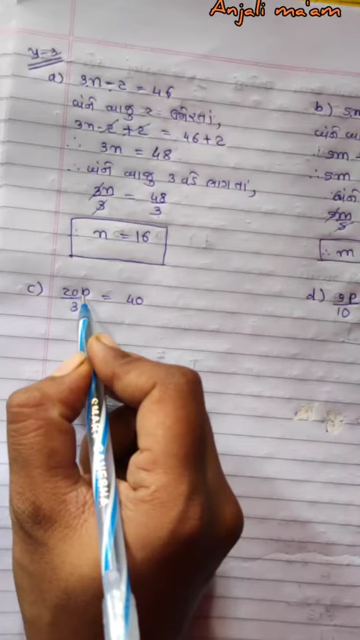 Anjali ma'am
a) 3n - 2 = 46
બંને બાજુ 2 ઉમેરતાં,
3n - 2 + 2 = 46 + 2
∴ 3n = 48
∴ બંને બાજુ 3 વડે ભાગતાં,
3n/3 = 48/3
∴ n = 16
b) 5m
∴ 5m
∴ 5m
5m/5
∴ m
c) 20p/3 = 40
d) 3p/10